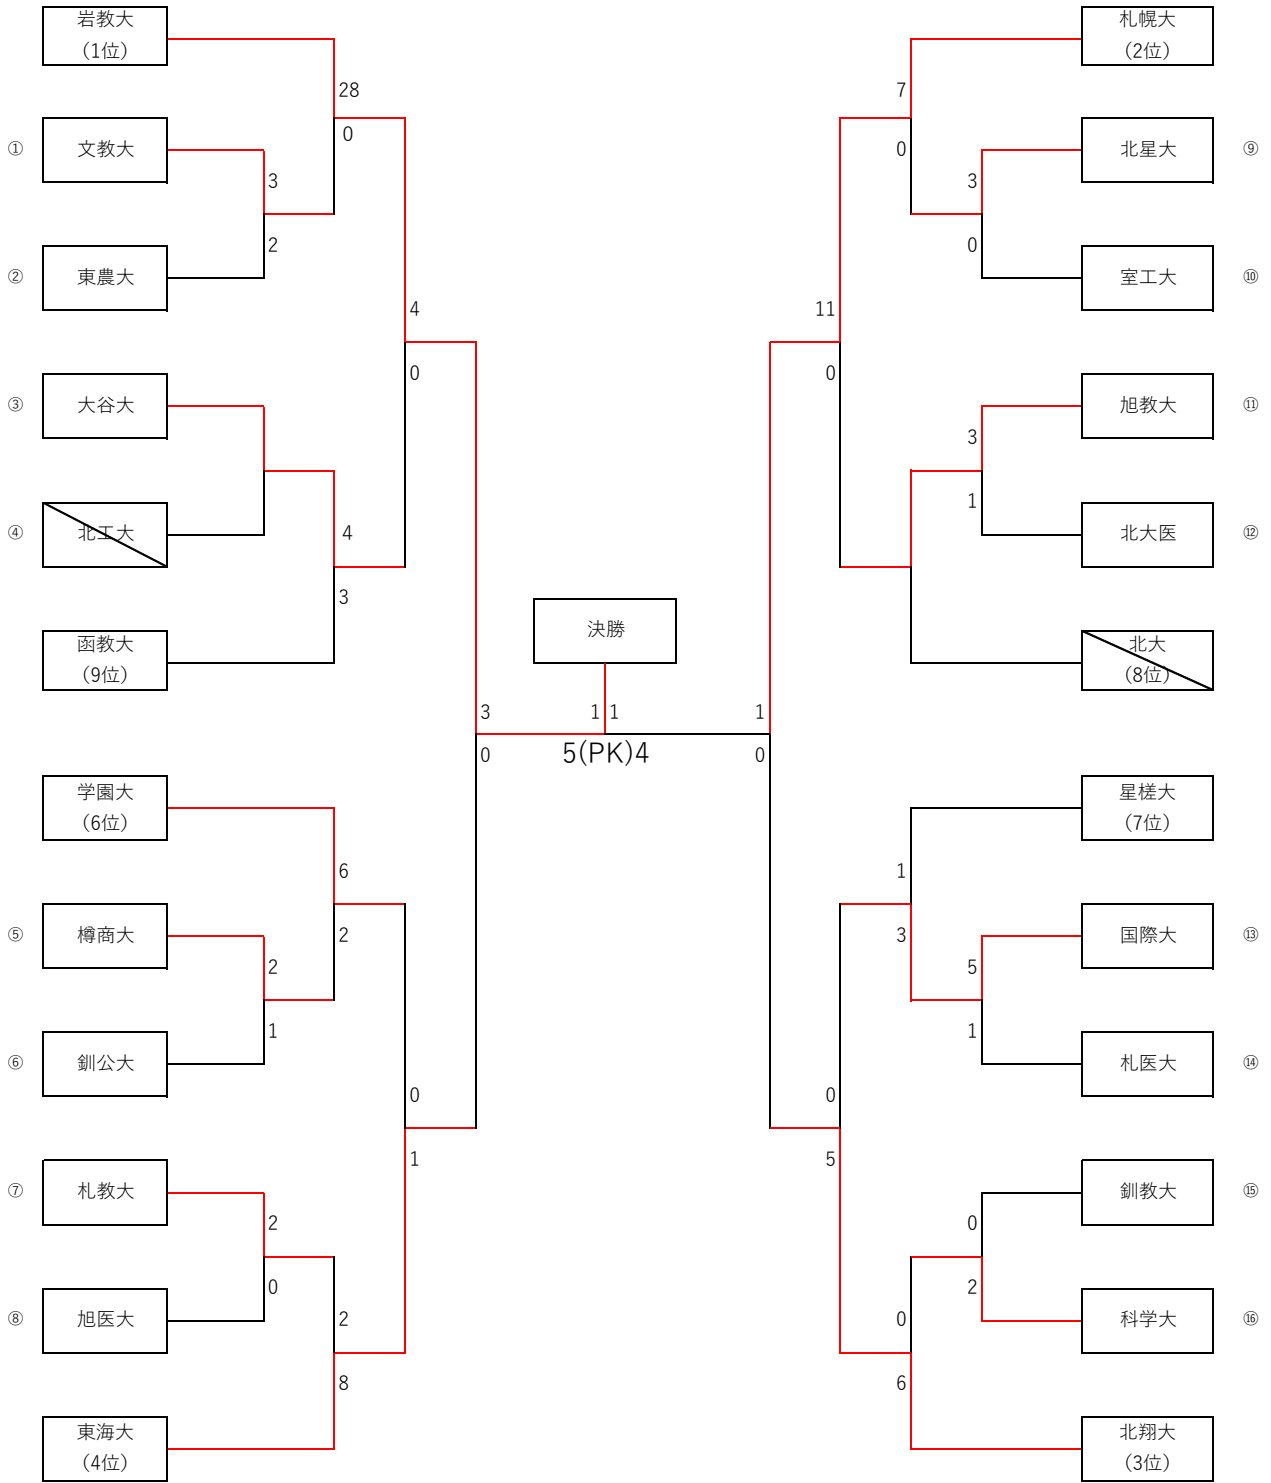 岩教大
（1位）
28
0
① 文教大
3
2
② 東農大
4
0
③ 大谷大
④ 北工大
4
3
函教大
（9位）
3
0
学園大
（6位）
6
2
⑤ 樽商大
2
1
⑥ 釧公大
0
1
⑦ 札教大
2
0
⑧ 旭医大
2
8
東海大
（4位）
決勝
1 1
5(PK)4
札幌大
（2位）
7
0
北星大 ⑨
3
0
室工大 ⑩
11
0
旭教大 ⑪
3
1
北大医 ⑫
北大
（8位）
1
0
星槎大
（7位）
1
3
国際大 ⑬
5
1
札医大 ⑭
0
5
釧教大 ⑮
0
2
科学大 ⑯
0
6
北翔大
（3位）